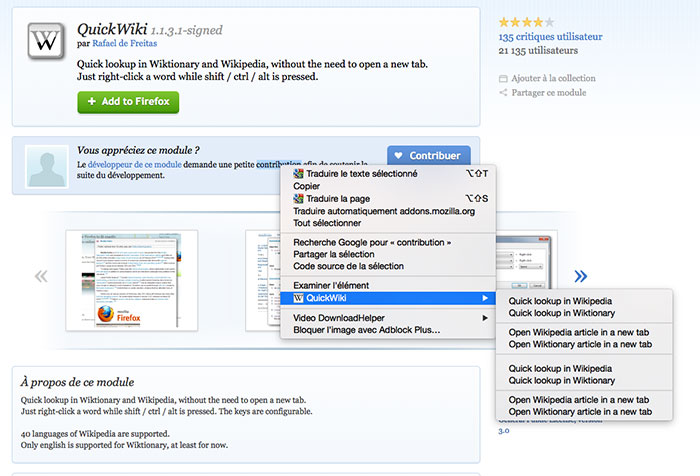 QuickWiki 1.1.3.1-signed
par Rafael de Freitas
Quick lookup in Wiktionary and Wikipedia, without the need to open a new tab.
Just right-click a word while shift / ctrl / alt is pressed.
+ Add to Firefox
135 critiques utilisateur
21 135 utilisateurs
Ajouter à la collection
Partager ce module
Vous appréciez ce module ?
Le développeur de ce module demande une petite contribution afin de soutenir la
suite du développement.
Contribuer
Traduire le texte sélectionné ⌥⇧T
Copier
Traduire la page ⌥⇧S
Traduire automatiquement addons.mozilla.org
Tout sélectionner
Recherche Google pour « contribution »
Partager la sélection
Code source de la sélection
Examiner l'élément
W QuickWiki
Video DownloadHelper
Bloquer l'image avec Adblock Plus...
Quick lookup in Wikipedia
Quick lookup in Wiktionary
Open Wikipedia article in a new tab
Open Wiktionary article in a new tab
Quick lookup in Wikipedia
Quick lookup in Wiktionary
Open Wikipedia article in a new tab
Open Wiktionary article in a new tab
mozilla
Firefox
À propos de ce module
Quick lookup in Wiktionary and Wikipedia, without the need to open a new tab.
Just right-click a word while shift / ctrl / alt is pressed. The keys are configurable.
40 languages of Wikipedia are supported.
Only english is supported for Wiktionary, at least for now.
General Public License, version
3.0